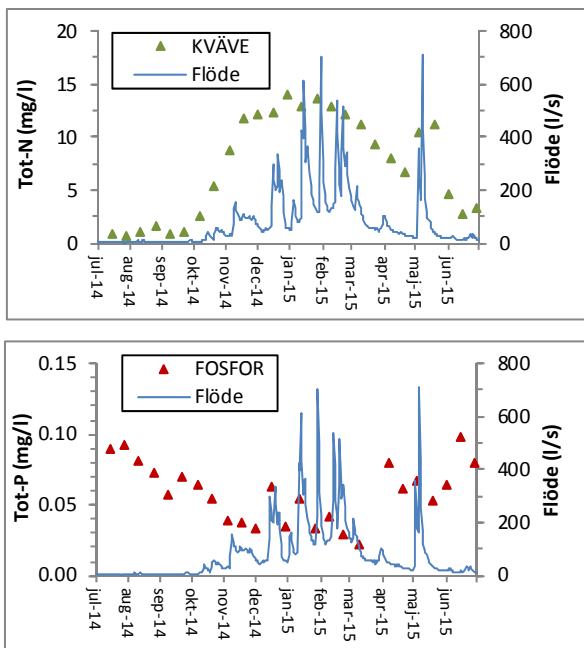 20
15
10
5
0
Tot-N (mg/l)
KVÄVE
Flöde
800
600
400
200
0
Flöde (l/s)
jul-14
aug-14
sep-14
okt-14
nov-14
dec-14
jan-15
feb-15
mar-15
apr-15
maj-15
jun-15
0.15
0.10
0.05
0.00
Tot-P (mg/l)
FOSFOR
Flöde
800
600
400
200
0
Flöde (l/s)
jul-14
aug-14
sep-14
okt-14
nov-14
dec-14
jan-15
feb-15
mar-15
apr-15
maj-15
jun-15